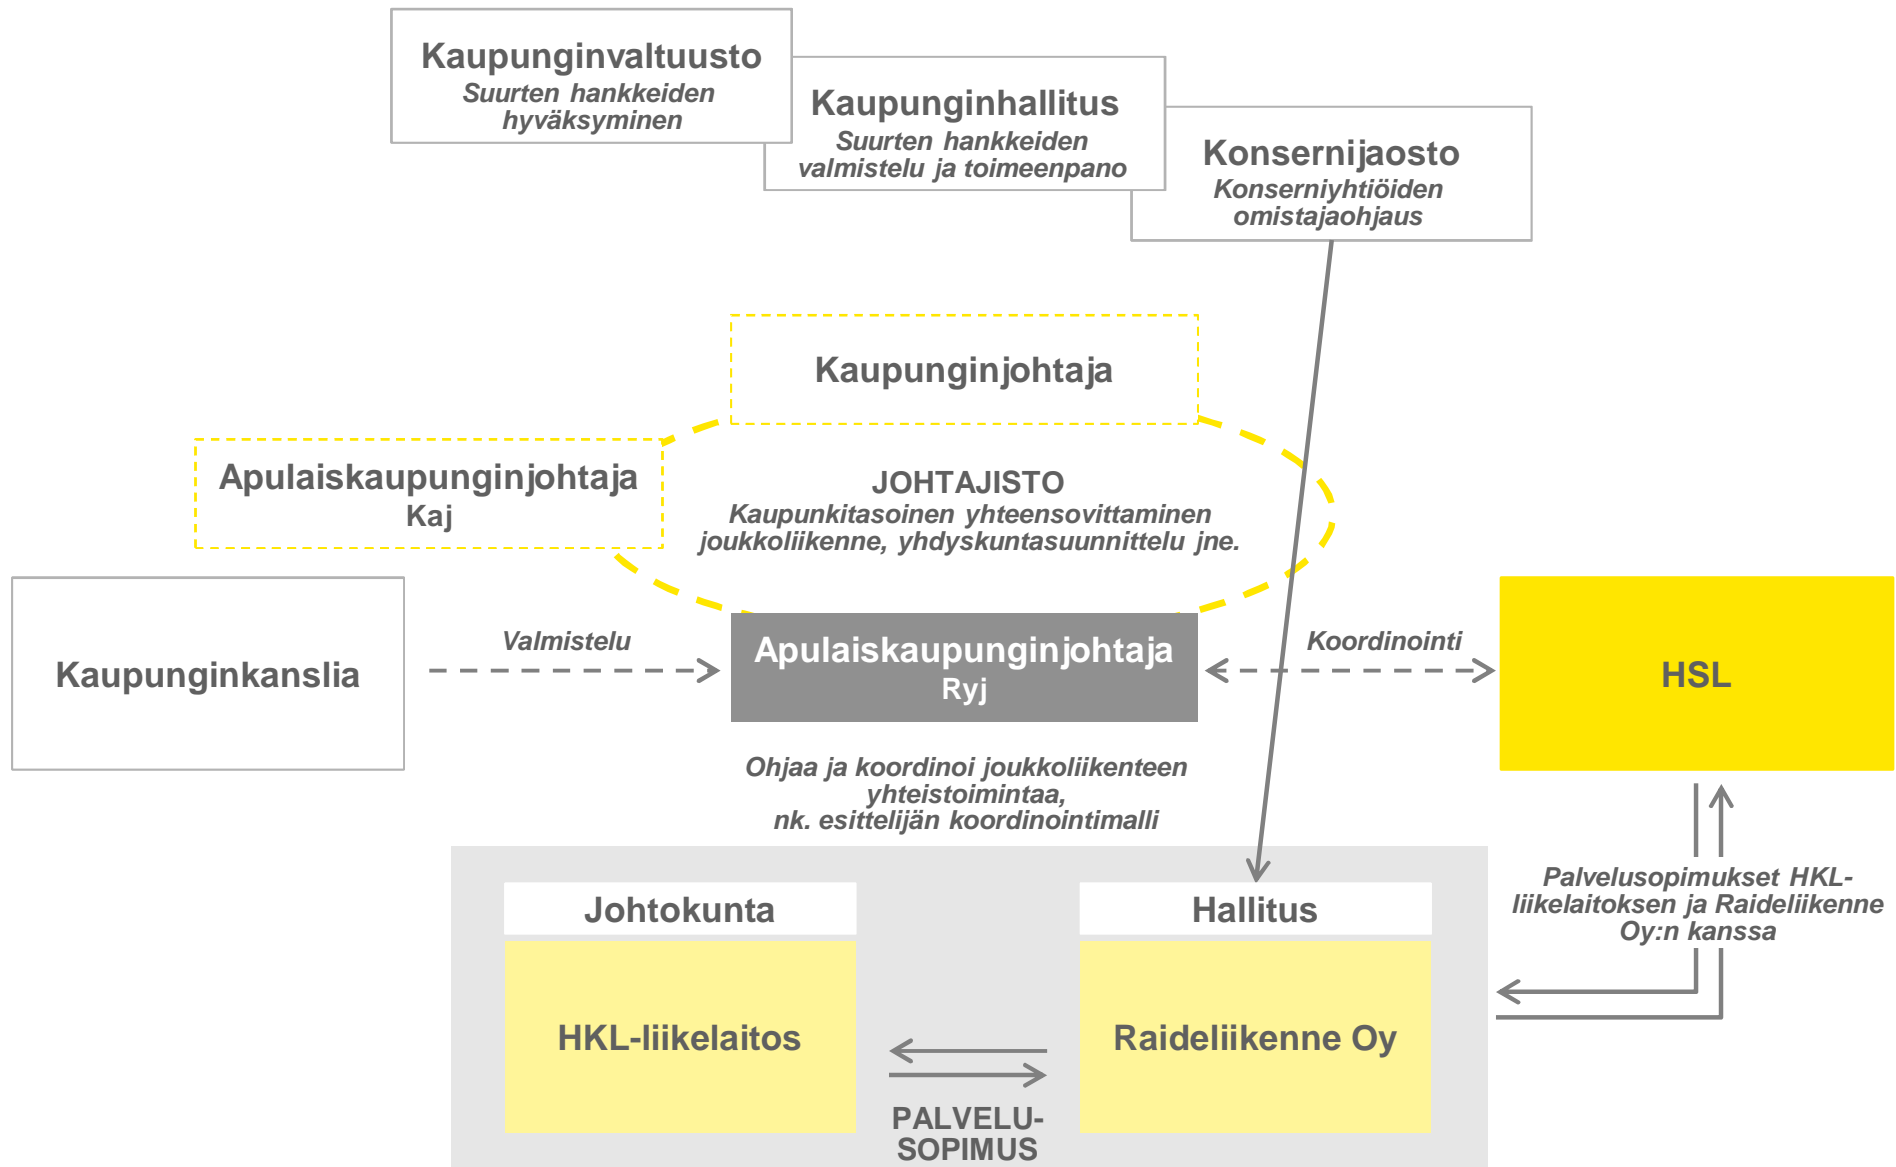 Kaupunginvaltuusto
Suurten hankkeiden
hyväksyminen
Kaupunginhallitus
Suurten hankkeiden
valmistelu ja toimeenpano
Konsernijaosto
Konserniyhtiöiden
omistajaohjaus
Kaupunginjohtaja
Apulaiskaupunginjohtaja
Kaj
JOHTAJISTO
Kaupunkitasoinen yhteensovittaminen
joukkoliikenne, yhdyskuntasuunnittelu jne.
Kaupunginkanslia
Valmistelu
Apulaiskaupunginjohtaja
Ryj
Koordinointi
HSL
Ohjaa ja koordinoi joukkoliikenteen
yhteistoimintaa,
nk. esittelijän koordinointimalli
Johtokunta
HKL-liikelaitos
Hallitus
Raideliikenne Oy
PALVELU-
SOPIMUS
Palvelusopimukset HKL-
liikelaitoksen ja Raideliikenne
Oy:n kanssa